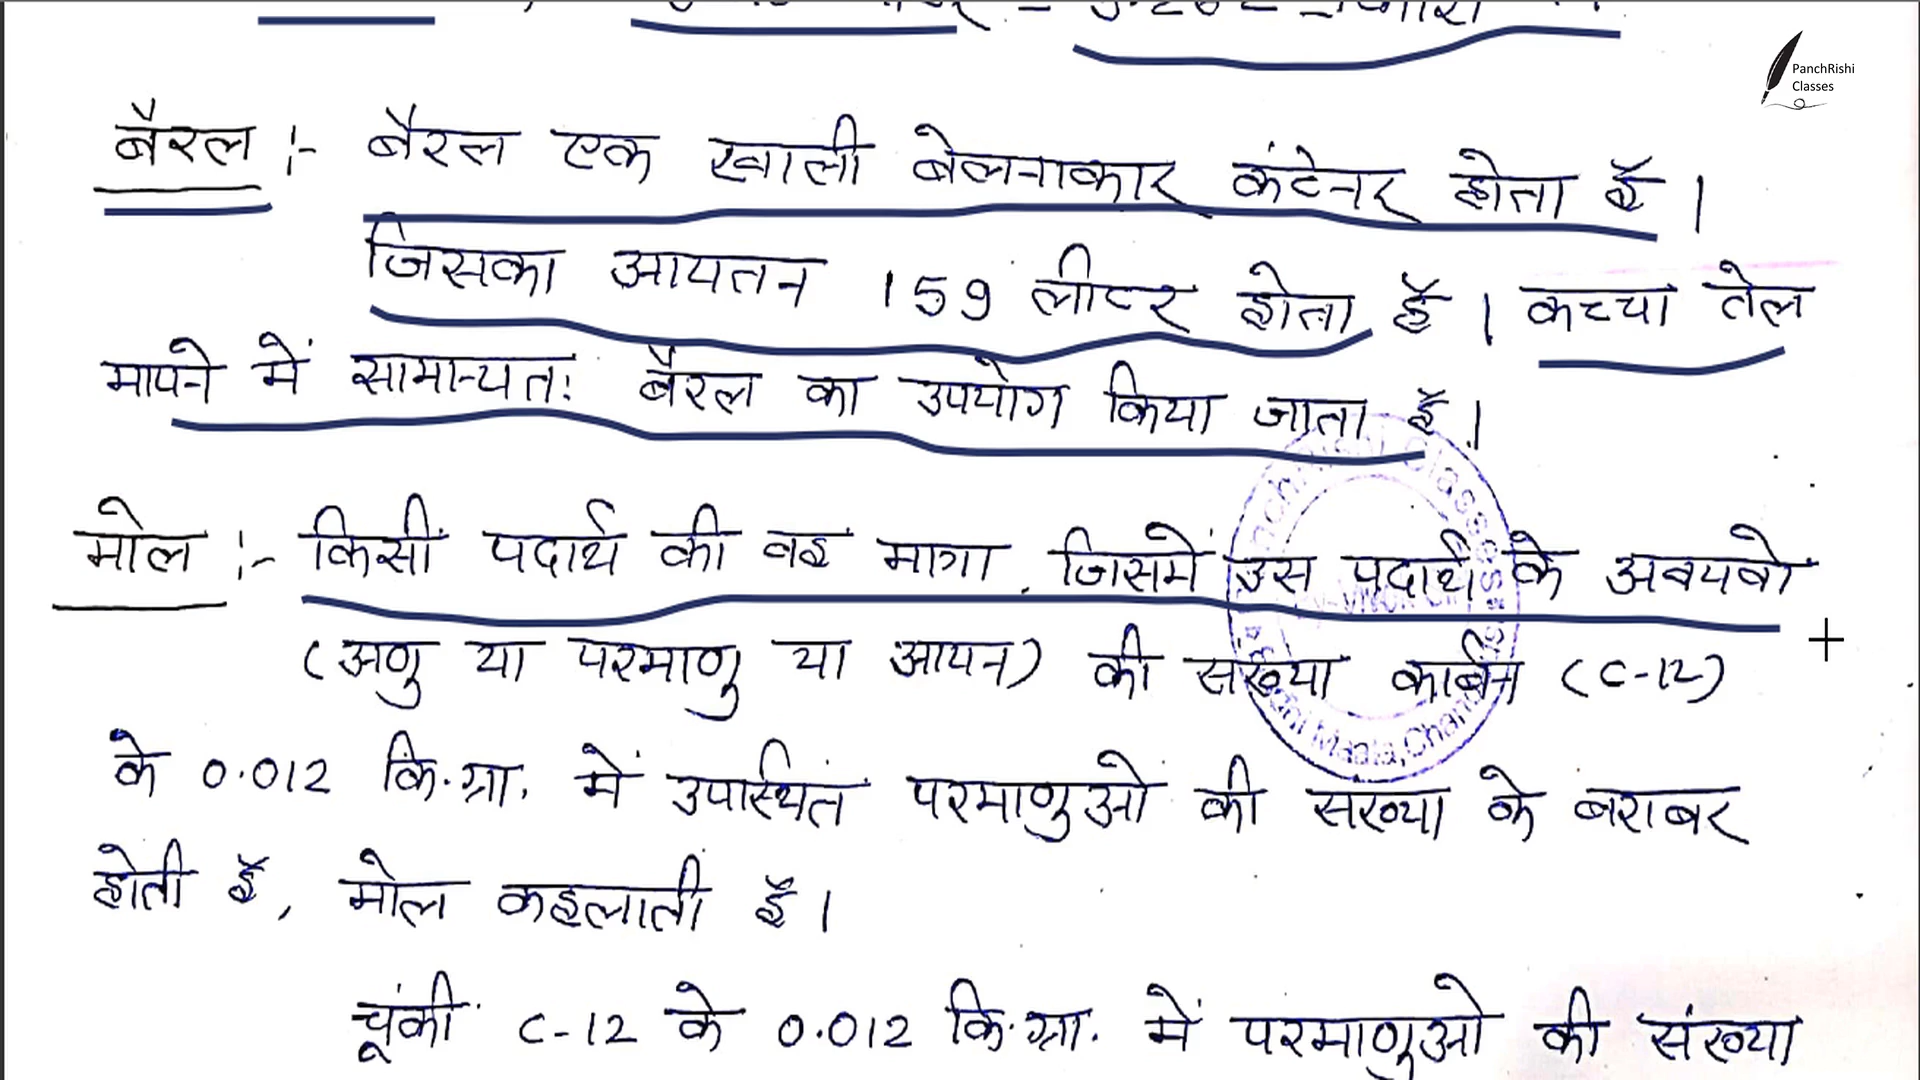 PanchRishi
Classes
बैरल :- बैरल एक खाली बेलनाकार कंटेनर होता है।
जिसका आयतन 159 लीटर होता है। कच्चा तेल
मापने में सामान्यतः बैरल का उपयोग किया जाता है।
मोल :- किसी पदार्थ की वह मात्रा जिसमें उस पदार्थ के अवयवो
(अणु या परमाणु या आयन) की संख्या कार्बन (C-12)
के 0.012 कि.ग्रा. में उपस्थित परमाणुओ की संख्या के बराबर
होती है, मोल कहलाती है।
चूंकी C-12 के 0.012 कि.ग्रा. में परमाणुओ की संख्या